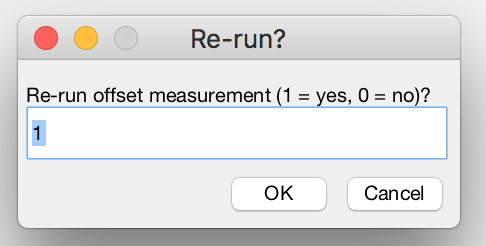 Re-run?
Re-run offset measurement (1 = yes, 0 = no)?
1
OK Cancel